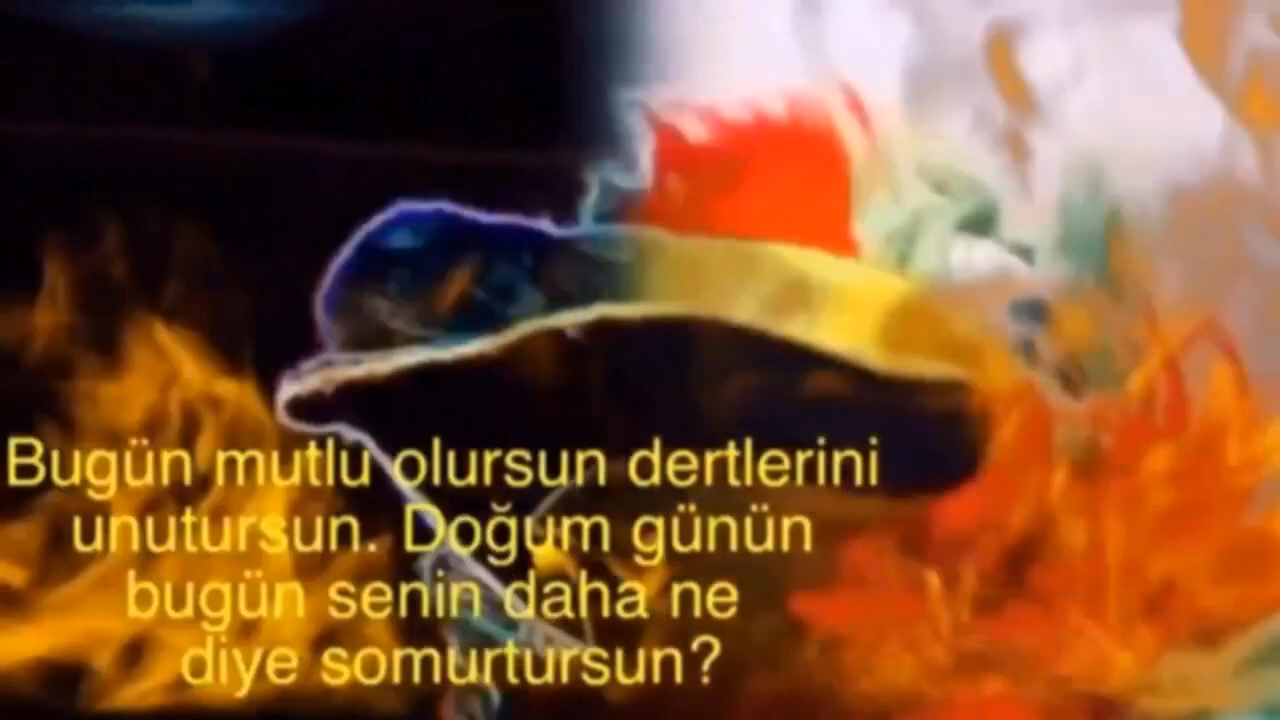 Bugün mutlu olursun dertlerini
unutursun. Doğum günün
bugün senin daha ne
diye somurtursun?